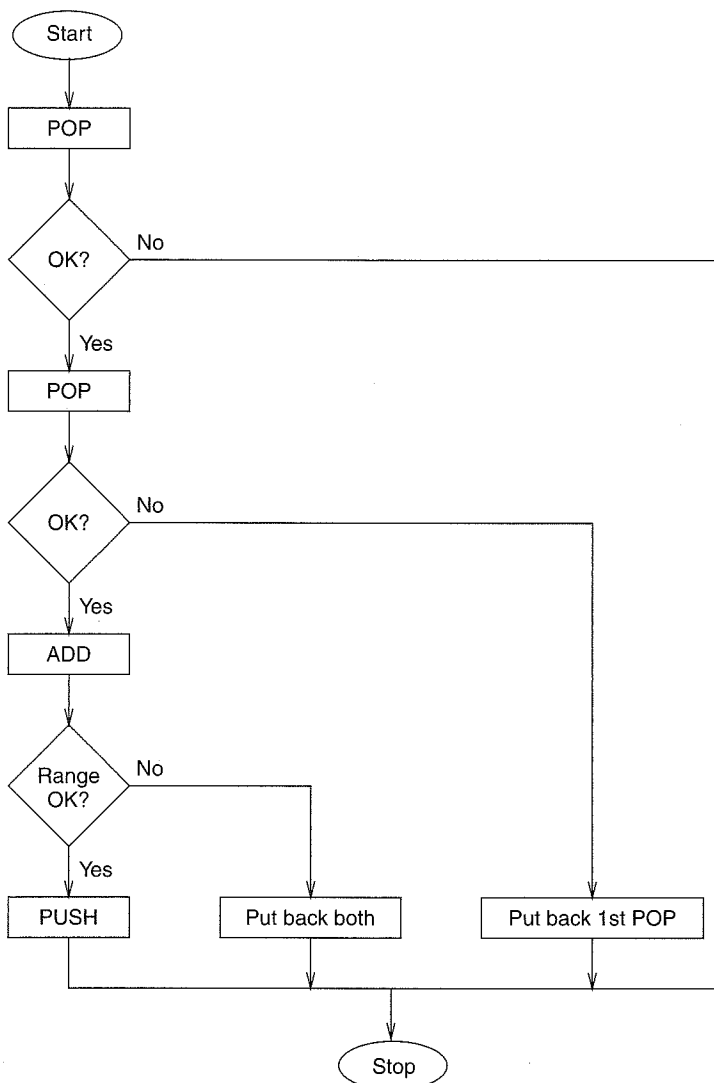 Start
POP
OK?
No
Yes
POP
OK?
No
Yes
ADD
Range
OK?
No
Yes
PUSH
Put back both
Put back 1st POP
Stop